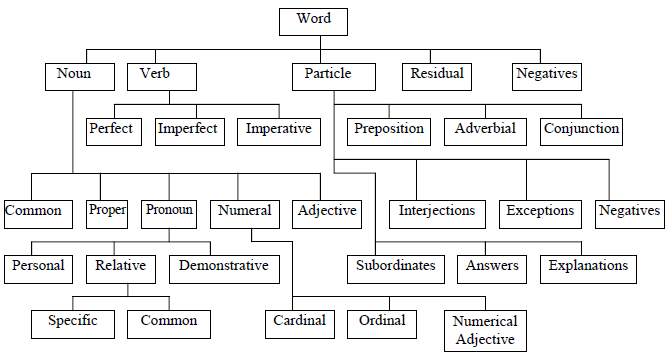 Word
Noun
Verb
Particle
Residual
Negatives
Perfect
Imperfect
Imperative
Preposition
Adverbial
Conjunction
Common
Proper
Pronoun
Numeral
Adjective
Interjections
Exceptions
Negatives
Personal
Relative
Demonstrative
Subordinates
Answers
Explanations
Specific
Common
Cardinal
Ordinal
Numerical
Adjective